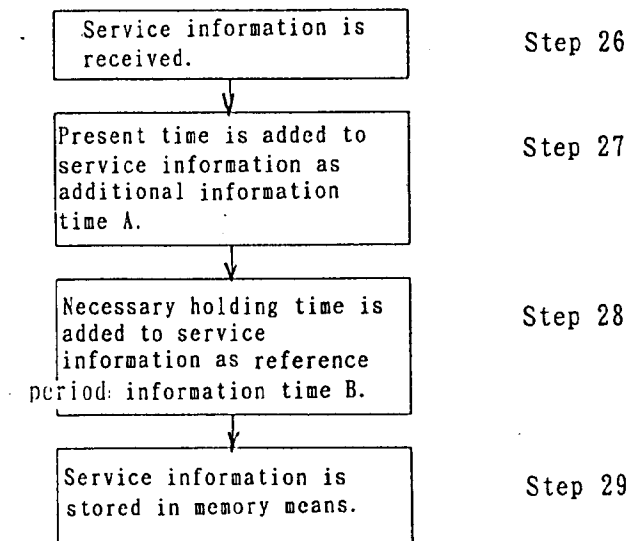 Service information is
received.
Step 26
Present time is added to
service information as
additional information
time A.
Step 27
Necessary holding time is
added to service
information as reference
period: information time B.
Step 28
Service information is
stored in memory means.
Step 29